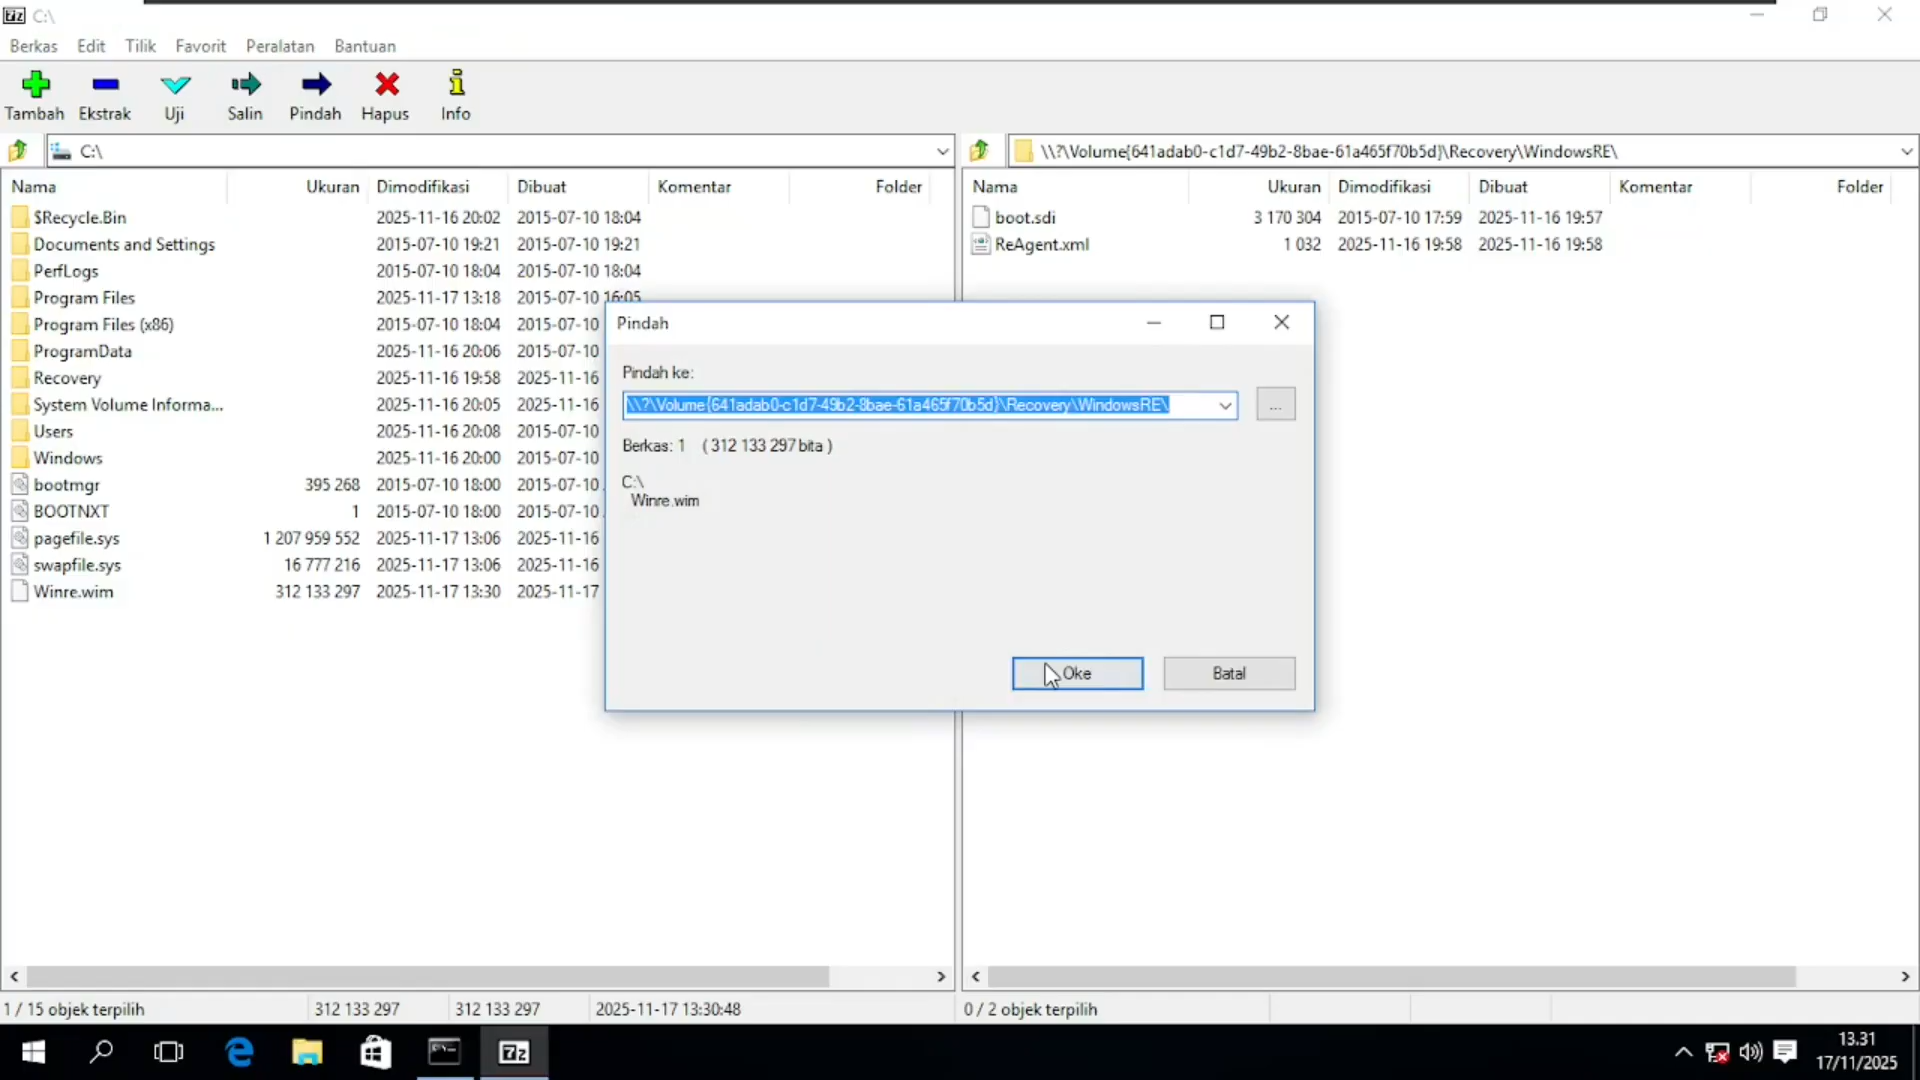 7z C:\
Berkas Edit Tilik Favorit Peralatan Bantuan
Tambah Ekstrak Uji Salin Pindah Hapus Info
C:\
\\?\Volume{641adab0-c1d7-49b2-8bae-61a465f70b5d}\Recovery\WindowsRE\
Nama Ukuran Dimodifikasi Dibuat Komentar Folder
$Recycle.Bin 2025-11-16 20:02 2015-07-10 18:04
Documents and Settings 2015-07-10 19:21 2015-07-10 19:21
PerfLogs 2015-07-10 18:04 2015-07-10 18:04
Program Files 2025-11-17 13:18 2015-07-10 16:05
Program Files (x86) 2015-07-10 18:04 2015-07-10
ProgramData 2025-11-16 20:06 2015-07-10
Recovery 2025-11-16 19:58 2025-11-16
System Volume Informa... 2025-11-16 20:05 2025-11-16
Users 2025-11-16 20:08 2015-07-10
Windows 2025-11-16 20:00 2015-07-10
bootmgr 395 268 2015-07-10 18:00 2015-07-10
BOOTNXT 1 2015-07-10 18:00 2015-07-10
pagefile.sys 1 207 959 552 2025-11-17 13:06 2025-11-16
swapfile.sys 16 777 216 2025-11-17 13:06 2025-11-16
Winre.wim 312 133 297 2025-11-17 13:30 2025-11-17
Nama Ukuran Dimodifikasi Dibuat Komentar Folder
boot.sdi 3 170 304 2015-07-10 17:59 2025-11-16 19:57
ReAgent.xml 1 032 2025-11-16 19:58 2025-11-16 19:58
Pindah
Pindah ke:
\\?\Volume{641adab0-c1d7-49b2-8bae-61a465f70b5d}\Recovery\WindowsRE\
...
Berkas: 1 ( 312 133 297 bita )
C:\
Winre.wim
Oke Batal
1 / 15 objek terpilih 312 133 297 312 133 297 2025-11-17 13:30:48
0 / 2 objek terpilih
7z
13.31
17/11/2025